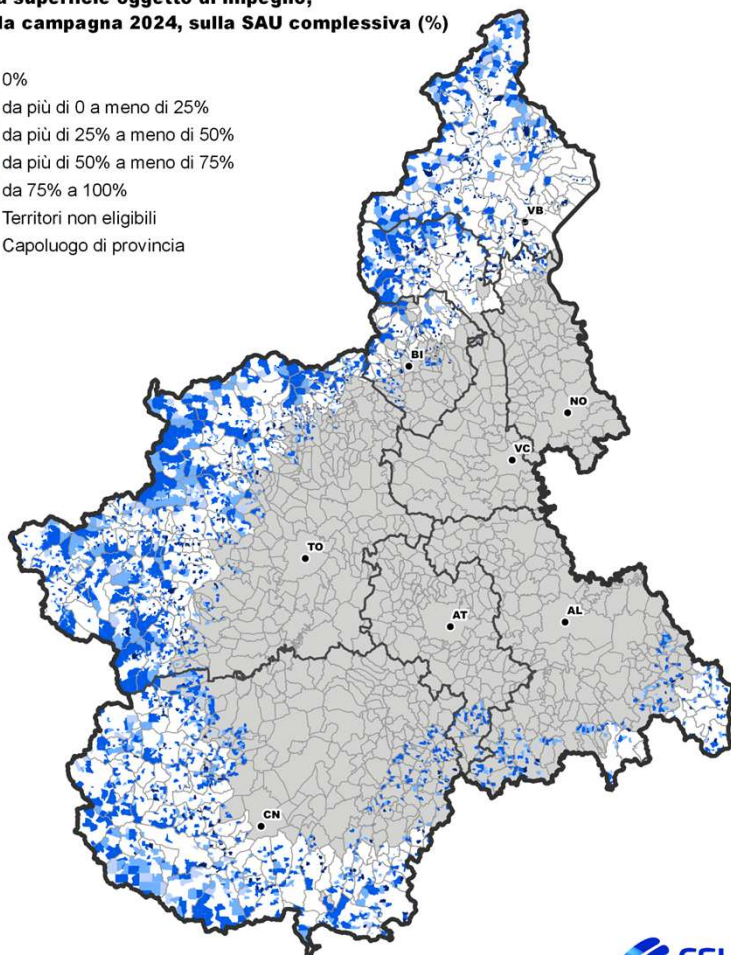 superficie oggetto di impegno,
la campagna 2024, sulla SAU complessiva (%)
0%
da più di 0 a meno di 25%
da più di 25% a meno di 50%
da più di 50% a meno di 75%
da 75% a 100%
Territori non eligibili
Capoluogo di provincia
VB
BI
NO
VC
TO
AT
AL
CN